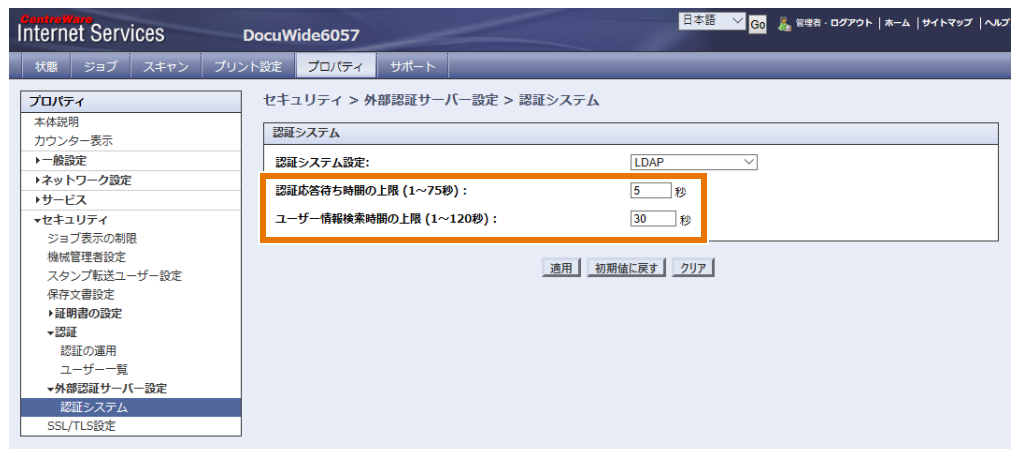 CentreWare
Internet Services
DocuWide6057
日本語 Go 管理者 - ログアウト | ホーム | サイトマップ | ヘルプ
状態 ジョブ スキャン プリント設定 プロパティ サポート
プロパティ
本体説明
カウンター表示
一般設定
ネットワーク設定
サービス
セキュリティ
ジョブ表示の制限
機械管理者設定
スタンプ転送ユーザー設定
保存文書設定
証明書の設定
認証
認証の運用
ユーザー一覧
外部認証サーバー設定
認証システム
SSL/TLS設定
セキュリティ > 外部認証サーバー設定 > 認証システム
認証システム
認証システム設定: LDAP
認証応答待ち時間の上限 (1～75秒) : 5 秒
ユーザー情報検索時間の上限 (1～120秒) : 30 秒
適用 初期値に戻す クリア